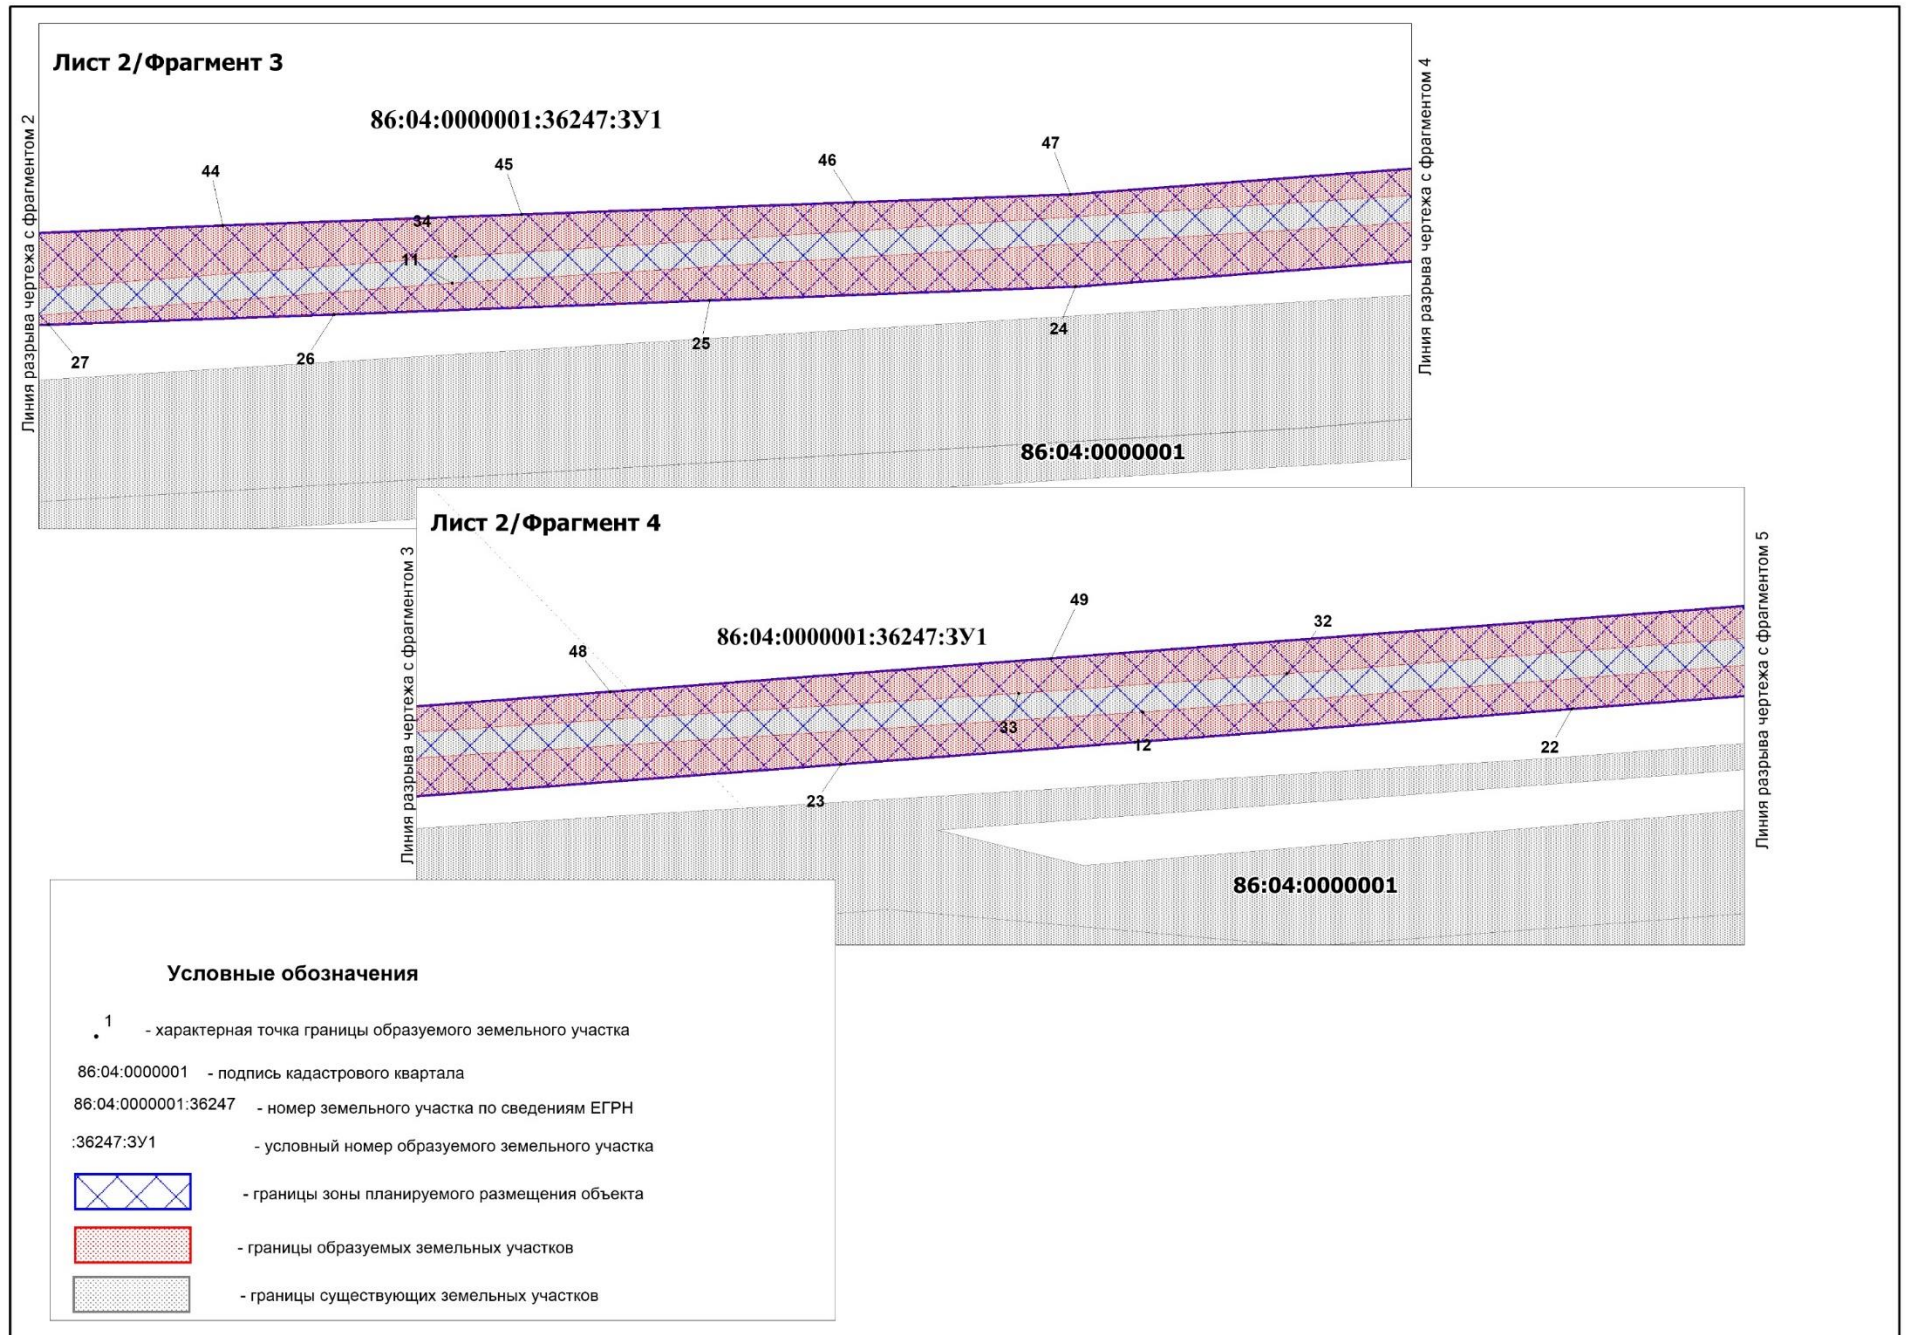 Лист 2/Фрагмент 3
86:04:0000001:36247:ЗУ1
Линия разрыва чертежа с фрагментом 2
Линия разрыва чертежа с фрагментом 4
44
45
46
47
34
11
27
26
25
24
86:04:0000001
Лист 2/Фрагмент 4
Линия разрыва чертежа с фрагментом 3
Линия разрыва чертежа с фрагментом 5
86:04:0000001:36247:ЗУ1
48
49
32
33
12
22
23
86:04:0000001
Условные обозначения
1 - характерная точка границы образуемого земельного участка
86:04:0000001 - подпись кадастрового квартала
86:04:0000001:36247 - номер земельного участка по сведениям ЕГРН
:36247:ЗУ1 - условный номер образуемого земельного участка
- границы зоны планируемого размещения объекта
- границы образуемых земельных участков
- границы существующих земельных участков